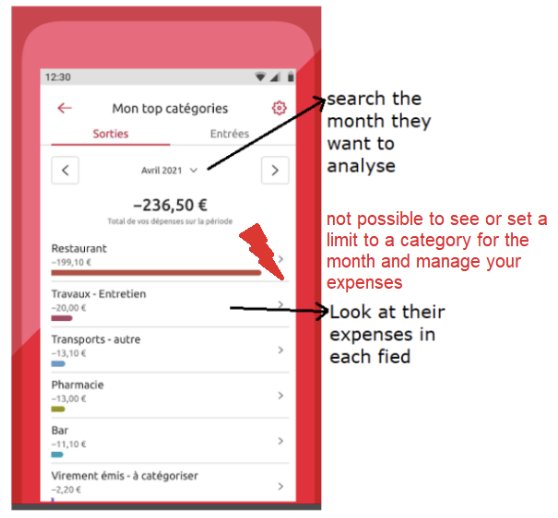 12:30
Mon top catégories
Sorties Entrées
Avril 2021
−236,50 €
Total de vos dépenses sur la période
Restaurant
−199,10 €
Travaux - Entretien
−20,00 €
Transports - autre
−13,10 €
Pharmacie
−13,00 €
Bar
−11,10 €
Virement émis - à catégoriser
−2,20 €
search the
month they
want to
analyse
not possible to see or set a
limit to a category for the
month and manage your
expenses
Look at their
expenses in
each fied